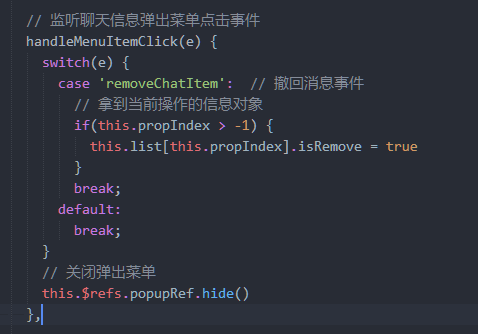 // 监听聊天信息弹出菜单点击事件
handleMenuItemClick(e) {
switch(e) {
case 'removeChatItem':  // 撤回消息事件
// 拿到当前操作的信息对象
if(this.propIndex > -1) {
this.list[this.propIndex].isRemove = true
}
break;
default:
break;
}
// 关闭弹出菜单
this.$refs.popupRef.hide()
},